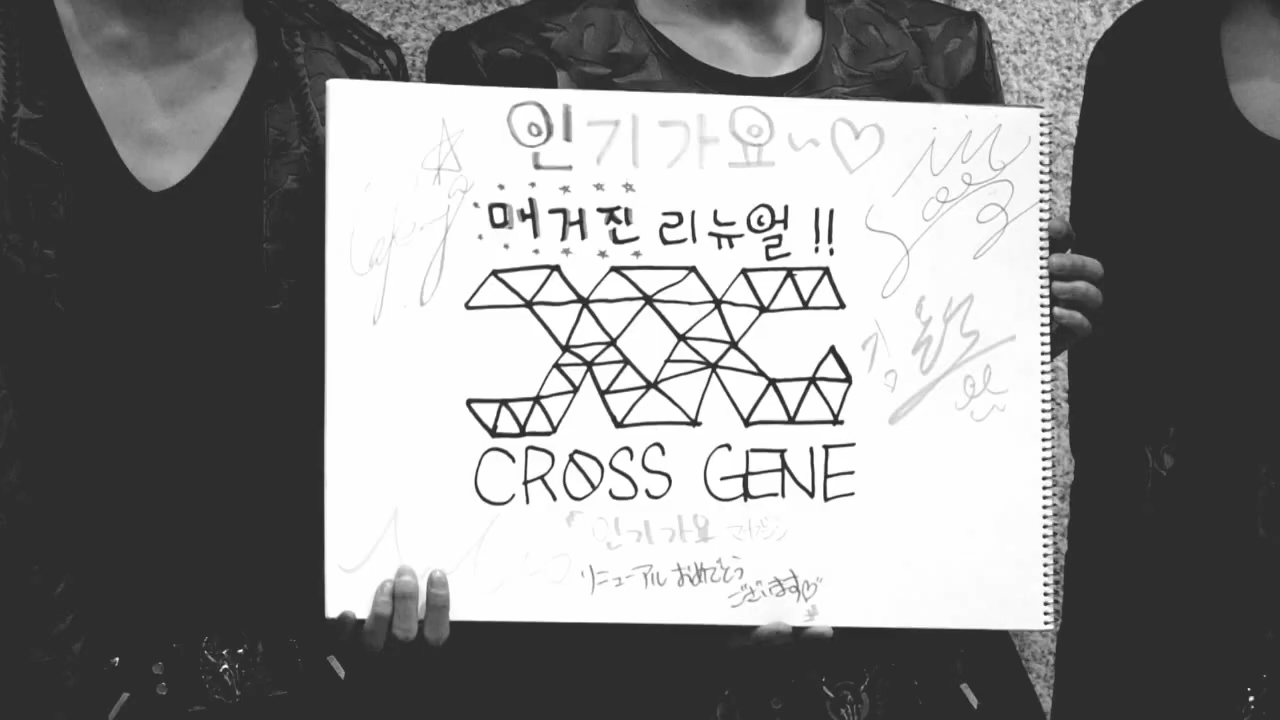 인기가요~♡
매거진 리뉴얼!!
CROSS GENE
인기가요 マガジン
リニューアルおめでとう
ございます♡